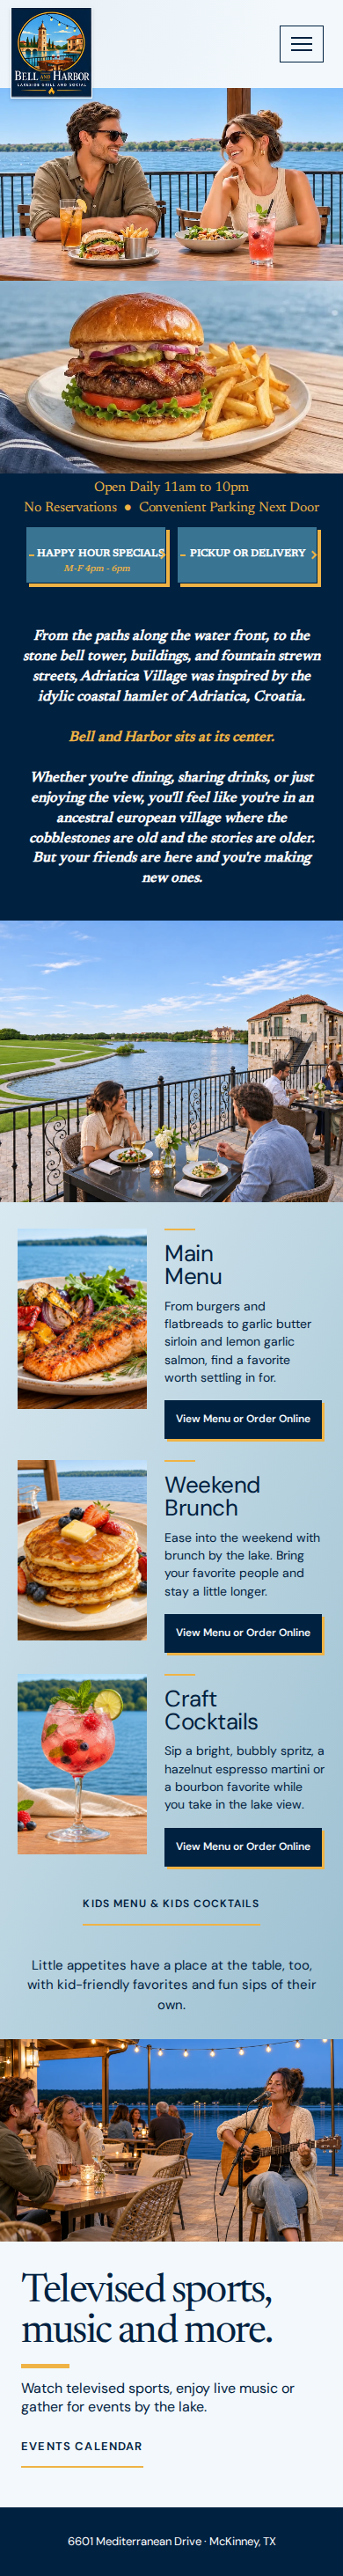 BELL AND HARBOR
LAKESIDE GRILL AND SOCIAL
Open Daily 11am to 10pm
No Reservations ● Convenient Parking Next Door
HAPPY HOUR SPECIALS
M-F 4pm - 6pm
PICKUP OR DELIVERY
From the paths along the water front, to the
stone bell tower, buildings, and fountain strewn
streets, Adriatica Village was inspired by the
idylic coastal hamlet of Adriatica, Croatia.
Bell and Harbor sits at its center.
Whether you're dining, sharing drinks, or just
enjoying the view, you'll feel like you're in an
ancestral european village where the
cobblestones are old and the stories are older.
But your friends are here and you're making
new ones.
Main
Menu
From burgers and
flatbreads to garlic butter
sirloin and lemon garlic
salmon, find a favorite
worth settling in for.
View Menu or Order Online
Weekend
Brunch
Ease into the weekend with
brunch by the lake. Bring
your favorite people and
stay a little longer.
View Menu or Order Online
Craft
Cocktails
Sip a bright, bubbly spritz, a
hazelnut espresso martini or
a bourbon favorite while
you take in the lake view.
View Menu or Order Online
KIDS MENU & KIDS COCKTAILS
Little appetites have a place at the table, too,
with kid-friendly favorites and fun sips of their
own.
Televised sports,
music and more.
Watch televised sports, enjoy live music or
gather for events by the lake.
EVENTS CALENDAR
6601 Mediterranean Drive · McKinney, TX